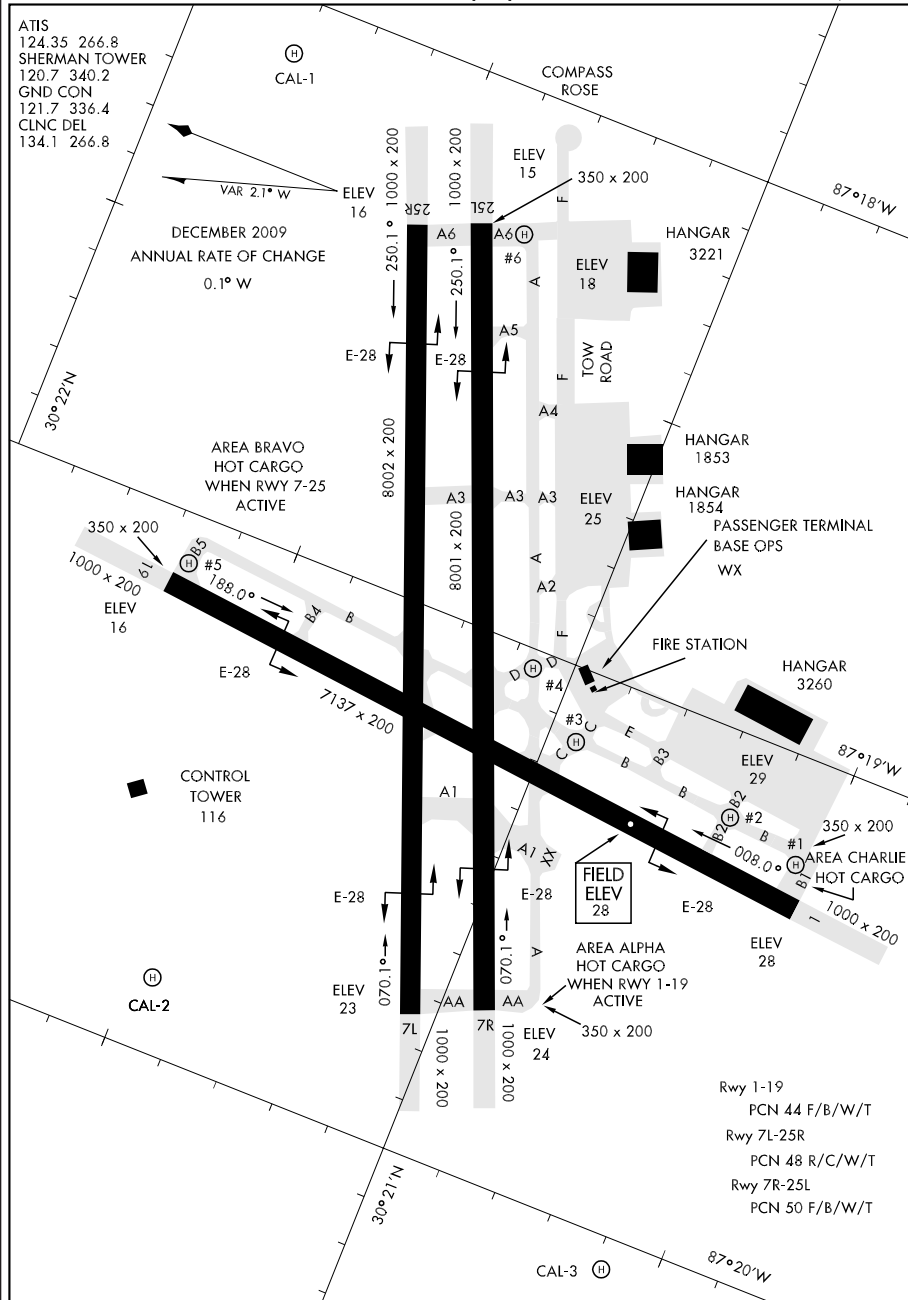 ATIS
124.35 266.8
SHERMAN TOWER
120.7 340.2
GND CON
121.7 336.4
CLNC DEL
134.1 266.8
H
CAL-1
COMPASS
ROSE
VAR 2.1° W
ELEV
16
DECEMBER 2009
ANNUAL RATE OF CHANGE
0.1° W
1000 x 200
1000 x 200
25R
25L
250.1°
250.1°
ELEV
15
350 x 200
F
87°18'W
A6
A6
H
#6
A
ELEV
18
HANGAR
3221
E-28
E-28
A5
F
TOW
ROAD
A4
30°22'N
8002 x 200
8001 x 200
AREA BRAVO
HOT CARGO
WHEN RWY 7-25
ACTIVE
A3
A3
A3
ELEV
25
HANGAR
1853
HANGAR
1854
PASSENGER TERMINAL
BASE OPS
WX
350 x 200
1000 x 200
19
ELEV
16
H
B5
#5
188.0°
B4
B
E-28
7137 x 200
A
A2
F
D
H
D
#4
FIRE STATION
HANGAR
3260
#3
C
H
C
E
B
B3
B
ELEV
29
87°19'W
CONTROL
TOWER
116
A1
A1
XX
B2
B2
H
#2
B
#1
H
350 x 200
AREA CHARLIE
HOT CARGO
B1
008.0°
1
1000 x 200
ELEV
28
E-28
FIELD
ELEV
28
E-28
E-28
A
070.1°
070.1°
AREA ALPHA
HOT CARGO
WHEN RWY 1-19
ACTIVE
350 x 200
H
CAL-2
ELEV
23
AA
AA
7L
7R
1000 x 200
1000 x 200
ELEV
24
Rwy 1-19
PCN 44 F/B/W/T
Rwy 7L-25R
PCN 48 R/C/W/T
Rwy 7R-25L
PCN 50 F/B/W/T
30°21'N
87°20'W
CAL-3
H